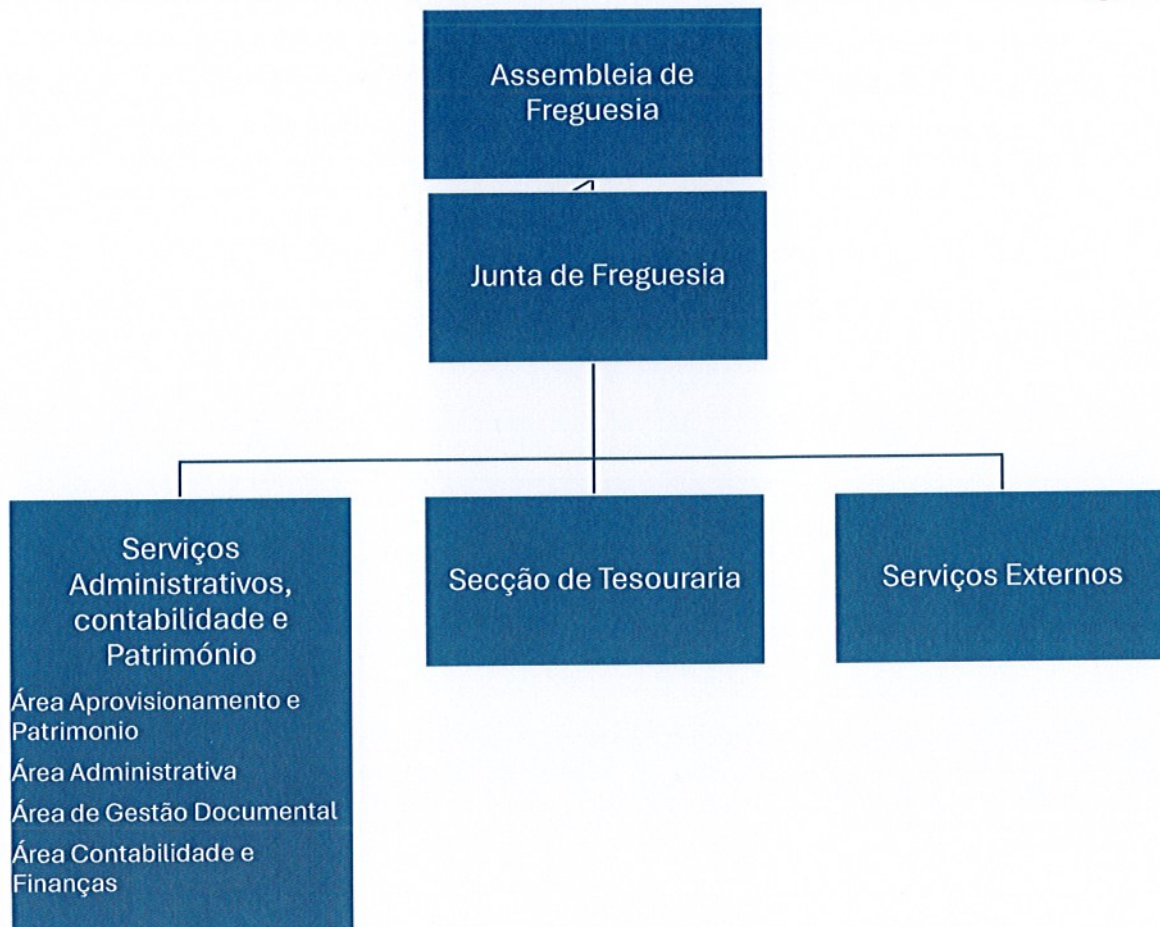 Assembleia de
Freguesia
Junta de Freguesia
Serviços
Administrativos,
contabilidade e
Património
Área Aprovisionamento e
Patrimonio
Área Administrativa
Área de Gestão Documental
Área Contabilidade e
Finanças
Secção de Tesouraria
Serviços Externos